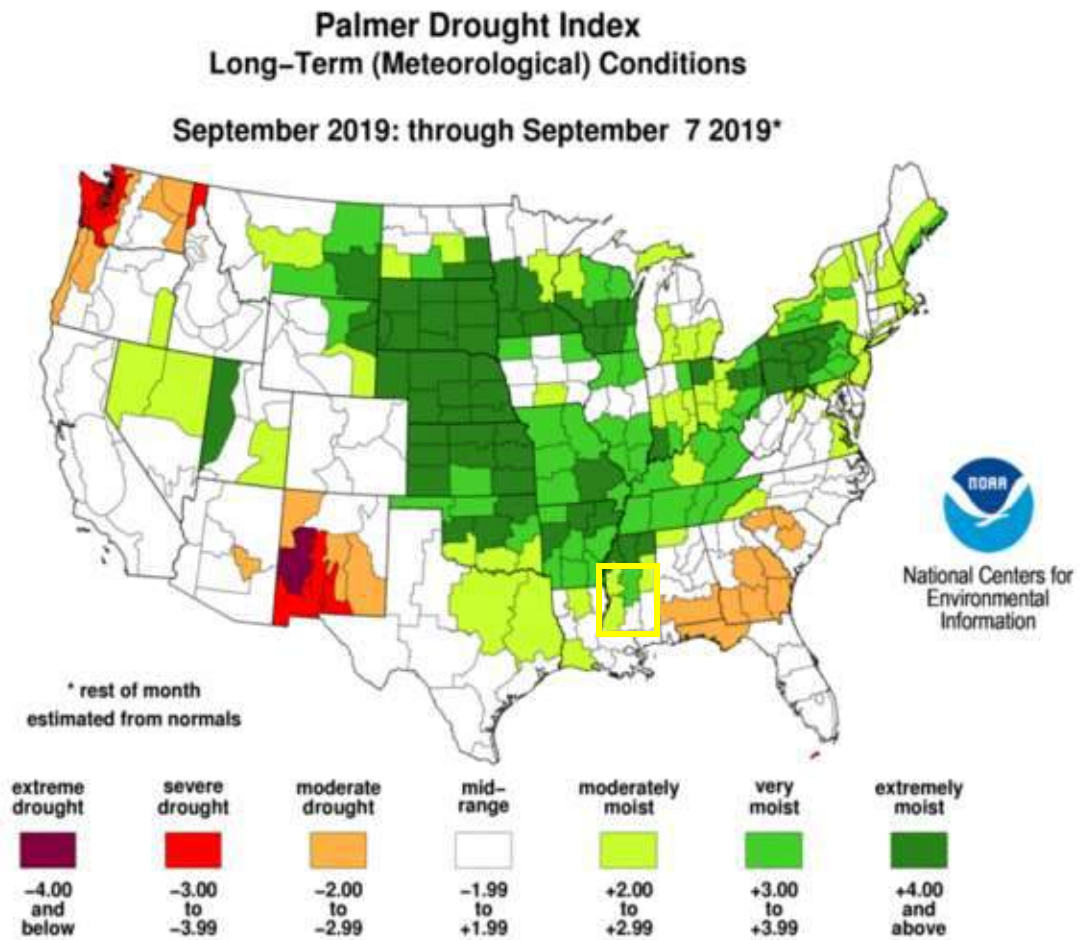 Palmer Drought Index
Long–Term (Meteorological) Conditions
September 2019: through September 7 2019*
NOAA
National Centers for
Environmental
Information
* rest of month
estimated from normals
extreme
drought
severe
drought
moderate
drought
mid–
range
moderately
moist
very
moist
extremely
moist
–4.00
and
below
–3.00
to
–3.99
–2.00
to
–2.99
–1.99
to
+1.99
+2.00
to
+2.99
+3.00
to
+3.99
+4.00
and
above